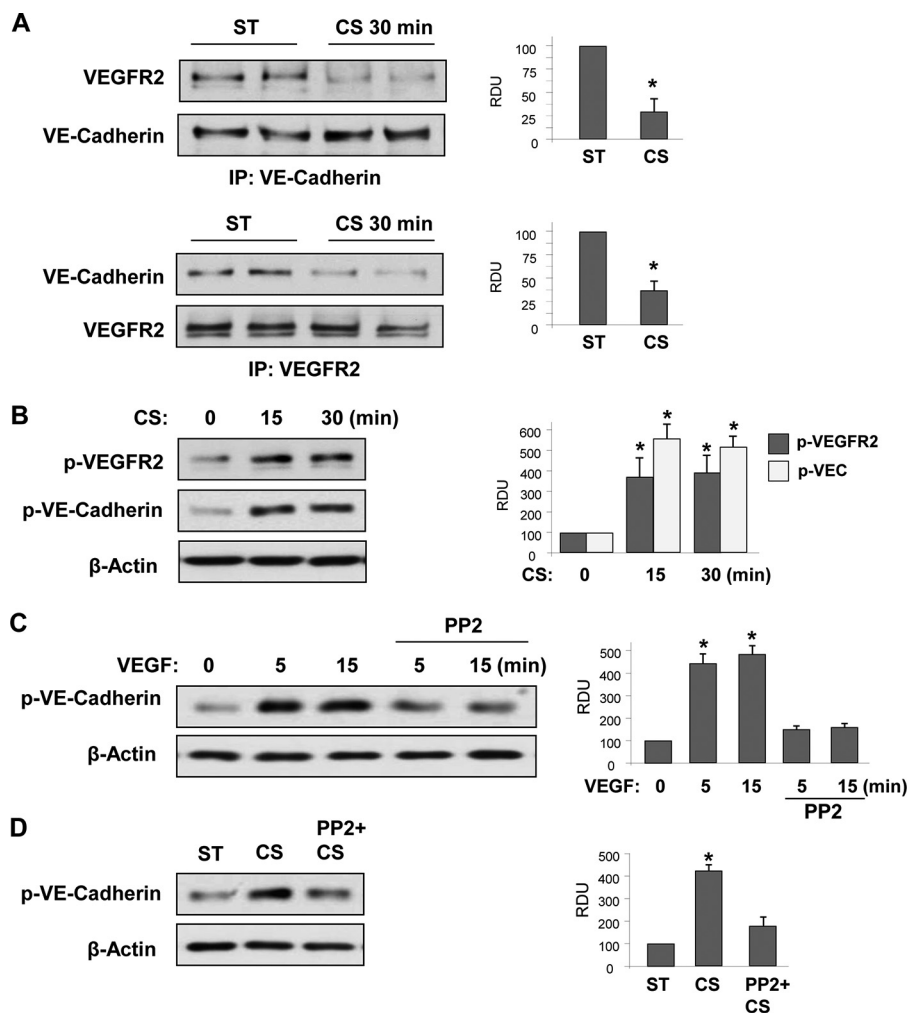 A
ST CS 30 min
VEGFR2
VE-Cadherin
IP: VE-Cadherin
RDU
100
75
50
25
0
*
ST CS
ST CS 30 min
VE-Cadherin
VEGFR2
IP: VEGFR2
RDU
100
75
50
25
0
*
ST CS
B
CS: 0 15 30 (min)
p-VEGFR2
p-VE-Cadherin
β-Actin
RDU
600
500
400
300
200
100
0
* * * *
CS: 0 15 30 (min)
p-VEGFR2
p-VEC
C
PP2
VEGF: 0 5 15 5 15 (min)
p-VE-Cadherin
β-Actin
RDU
500
400
300
200
100
0
* *
VEGF: 0 5 15 5 15 (min)
PP2
D
ST CS PP2+
CS
p-VE-Cadherin
β-Actin
RDU
500
400
300
200
100
0
*
ST CS PP2+
CS